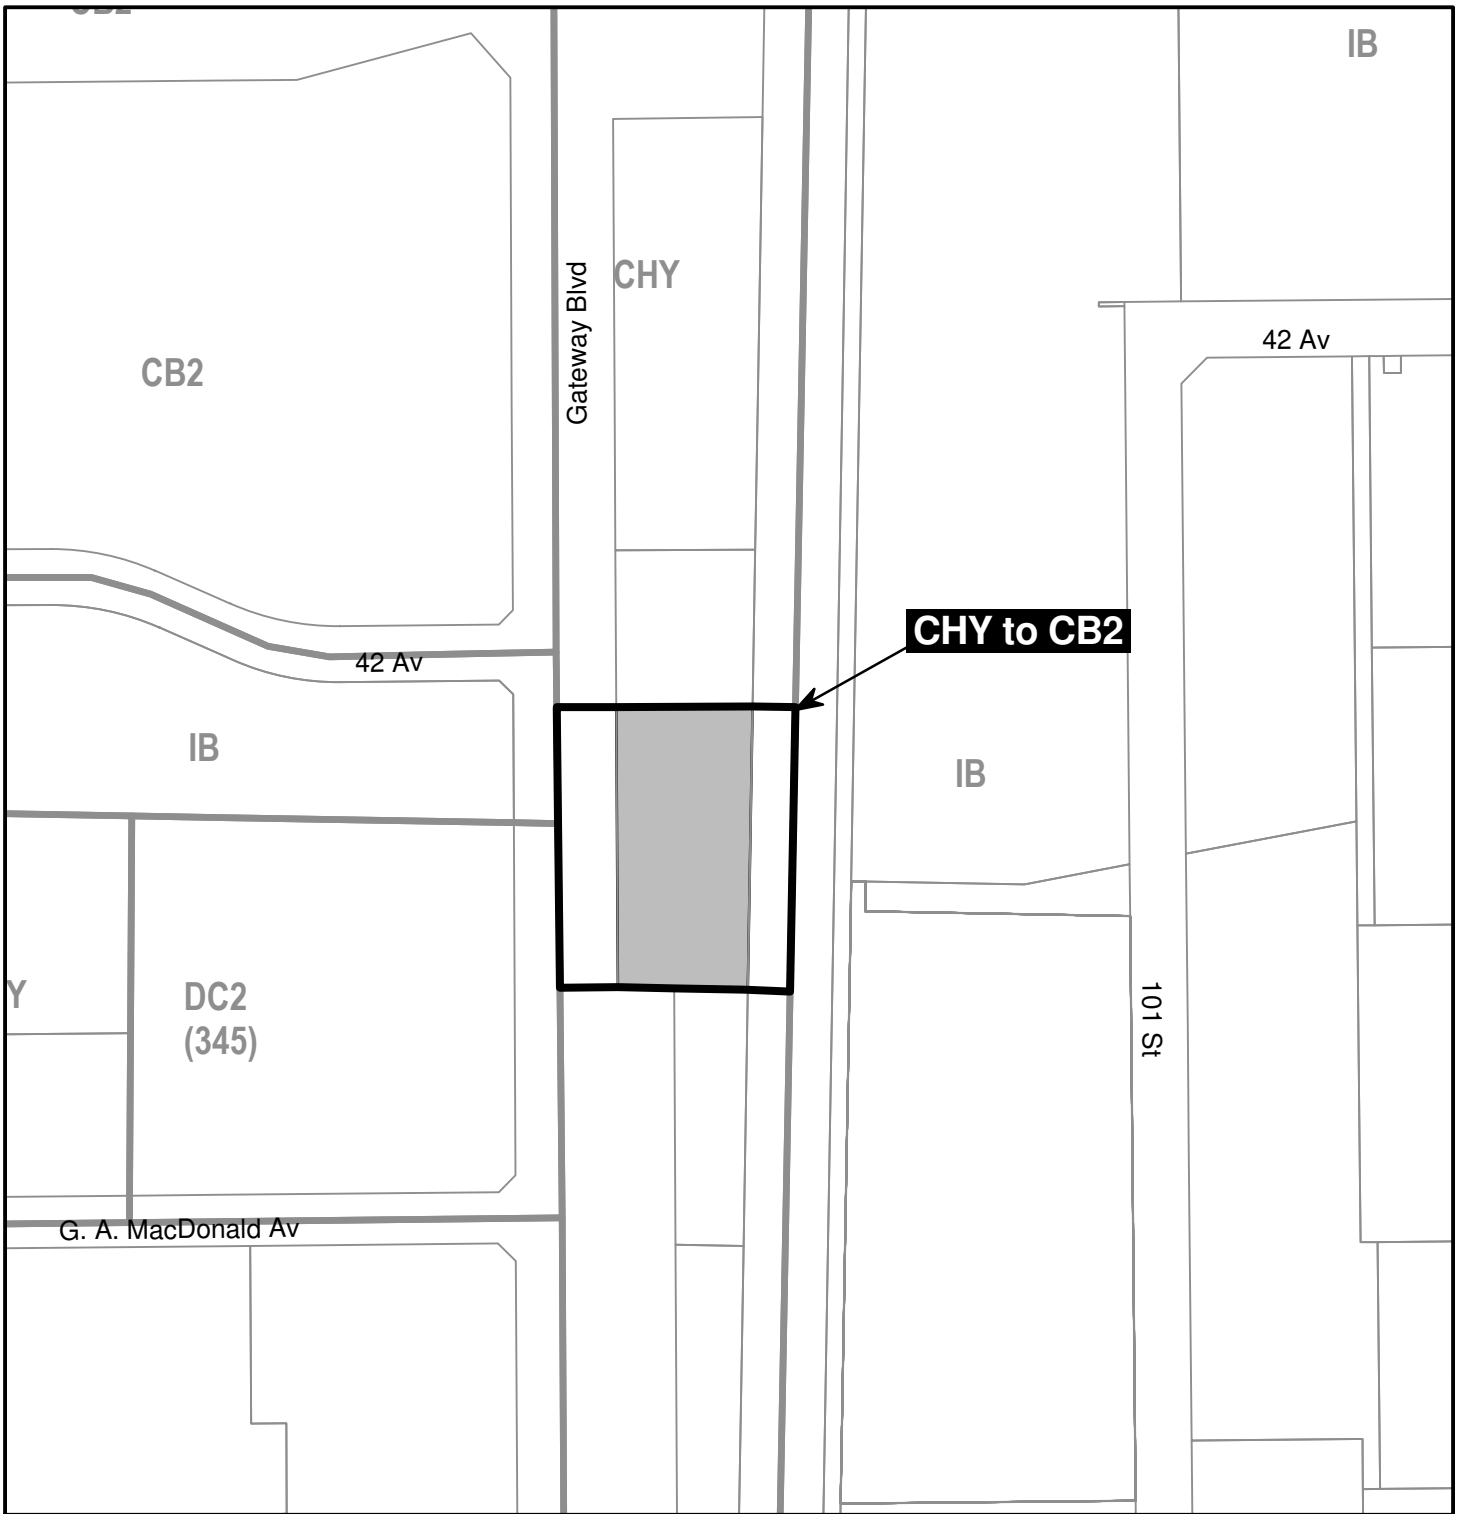 IB
CHY
Gateway Blvd
42 Av
CB2
CHY to CB2
42 Av
IB
IB
DC2
(345)
101 St
G. A. MacDonald Av